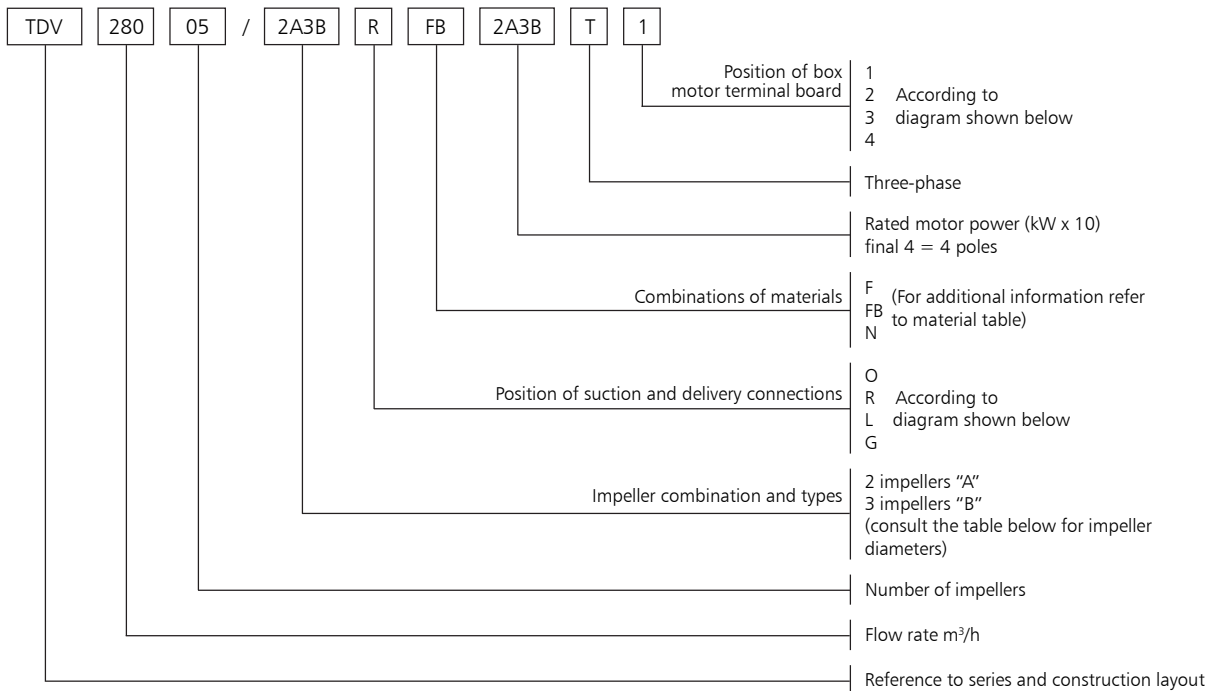 TDV 280 05 / 2A3B R FB 2A3B T 1
Position of box
motor terminal board
1
2 According to
3 diagram shown below
4
Three-phase
Rated motor power (kW x 10)
final 4 = 4 poles
Combinations of materials
F
FB
N
(For additional information refer
to material table)
Position of suction and delivery connections
O
R According to
L diagram shown below
G
Impeller combination and types
2 impellers “A”
3 impellers “B”
(consult the table below for impeller
diameters)
Number of impellers
Flow rate m³/h
Reference to series and construction layout